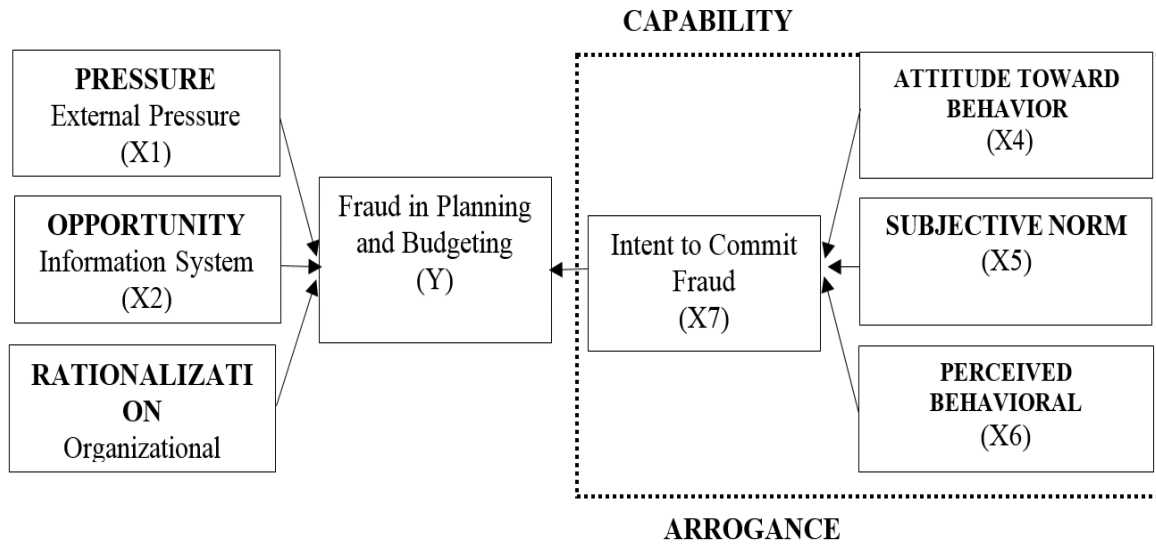 CAPABILITY
PRESSURE
External Pressure
(X1)
OPPORTUNITY
Information System
(X2)
RATIONALIZATI
ON
Organizational
Fraud in Planning
and Budgeting
(Y)
Intent to Commit
Fraud
(X7)
ATTITUDE TOWARD
BEHAVIOR
(X4)
SUBJECTIVE NORM
(X5)
PERCEIVED
BEHAVIORAL
(X6)
ARROGANCE